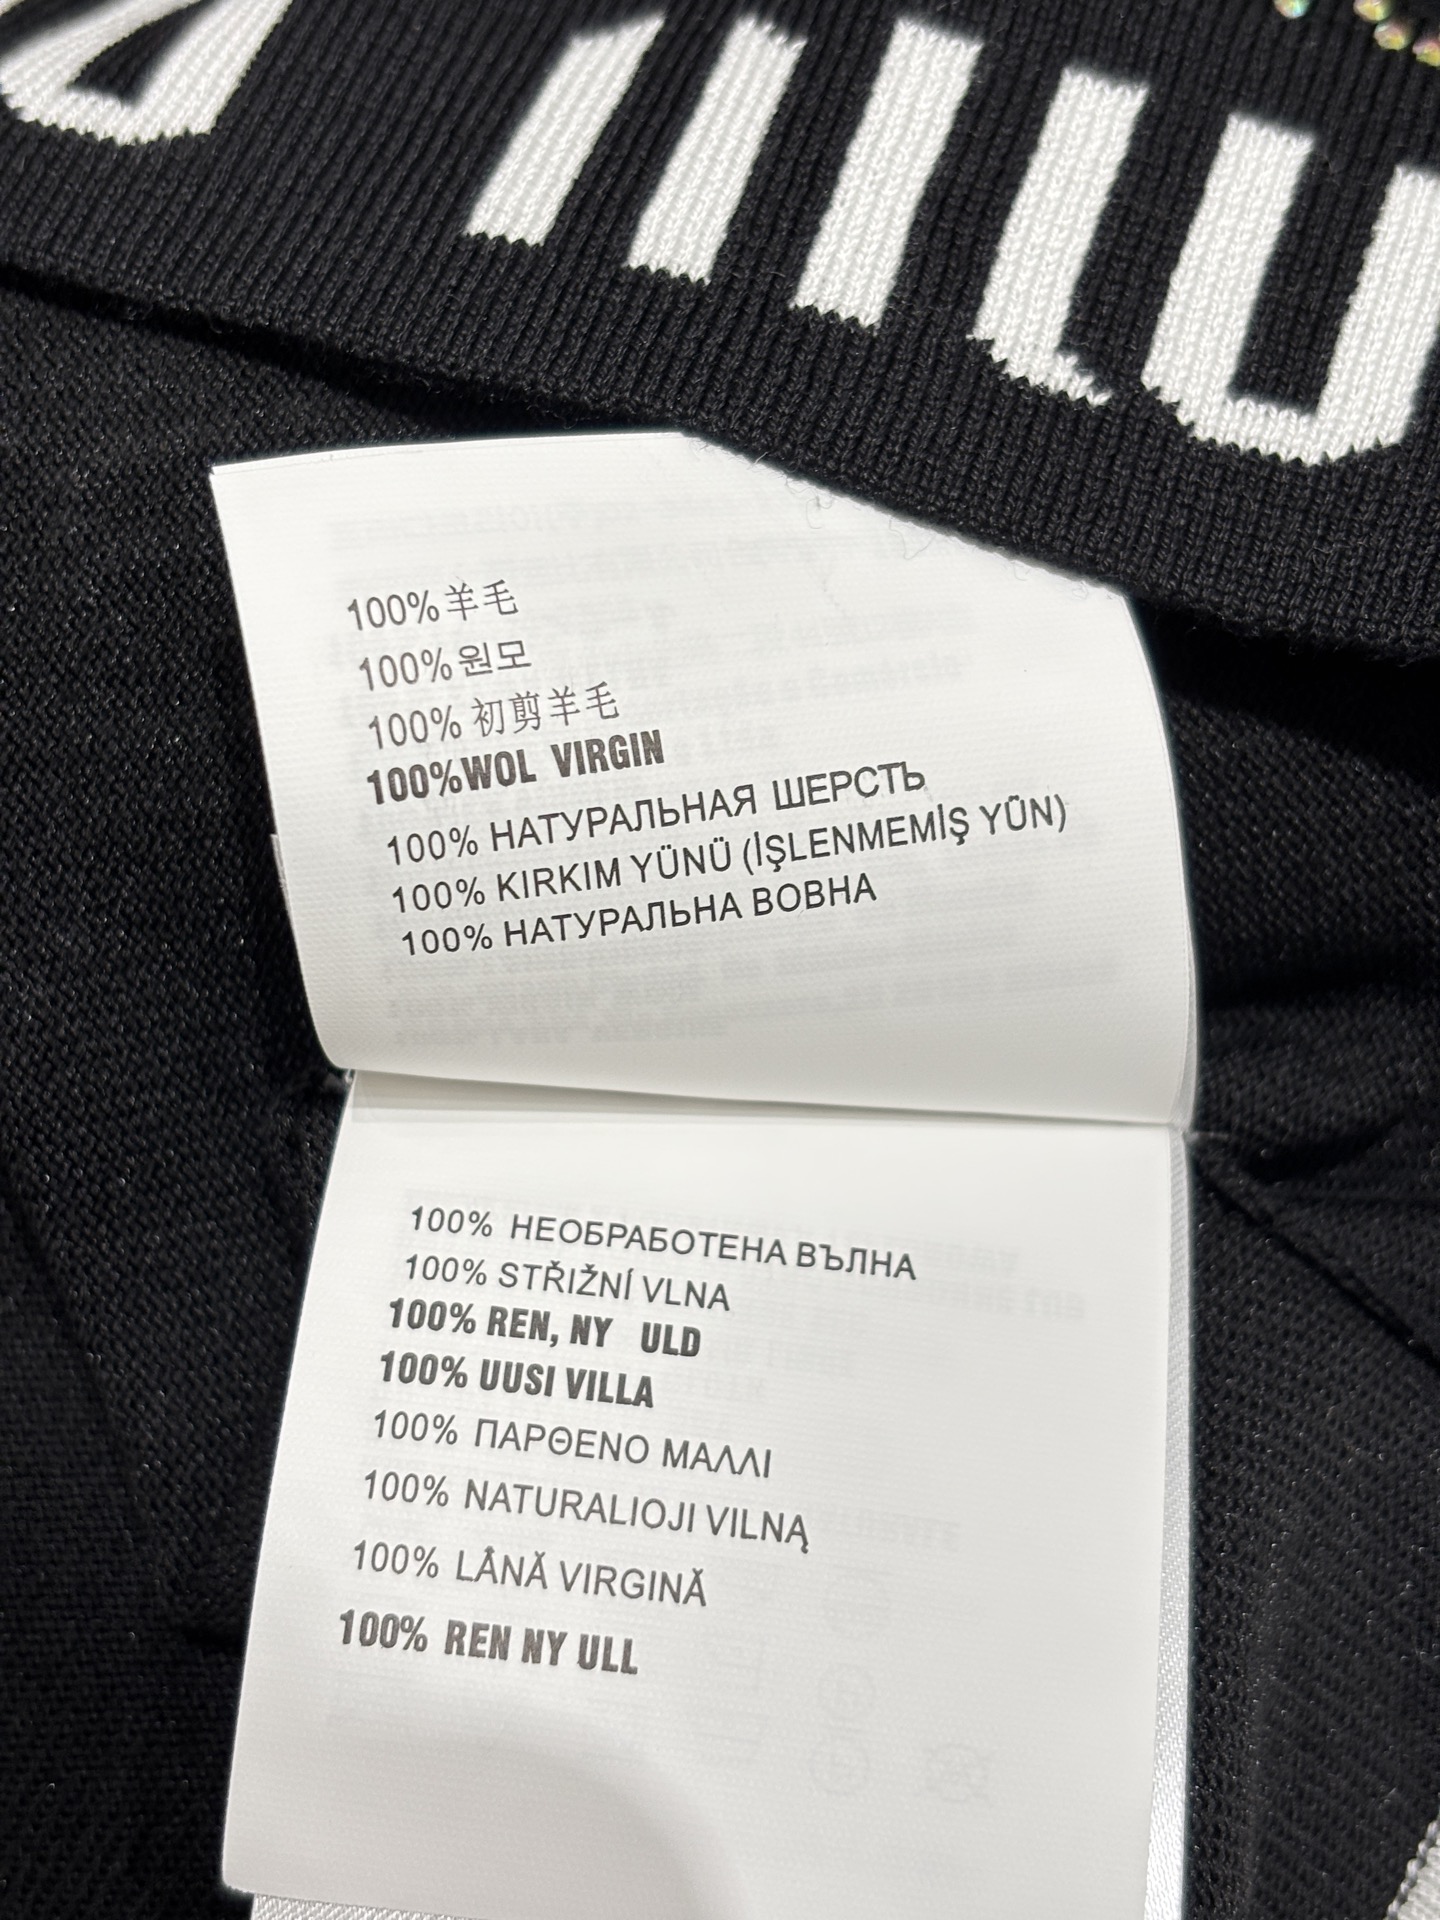 100%羊毛
100%원모
100% 初剪羊毛
100%WOL VIRGIN
100% НАТУРАЛЬНАЯ ШЕРСТЬ
100% KIRKIM YÜNÜ (İŞLENMEMİŞ YÜN)
100% НАТУРАЛЬНА ВОВНА
100% НЕОБРАБОТЕНА ВЪЛНА
100% STŘIŽNÍ VLNA
100% REN, NY ULD
100% UUSI VILLA
100% ΠΑΡΘΕΝΟ ΜΑΛΛΙ
100% NATURALIOJI VILNĄ
100% LÂNĂ VIRGINĂ
100% REN NY ULL